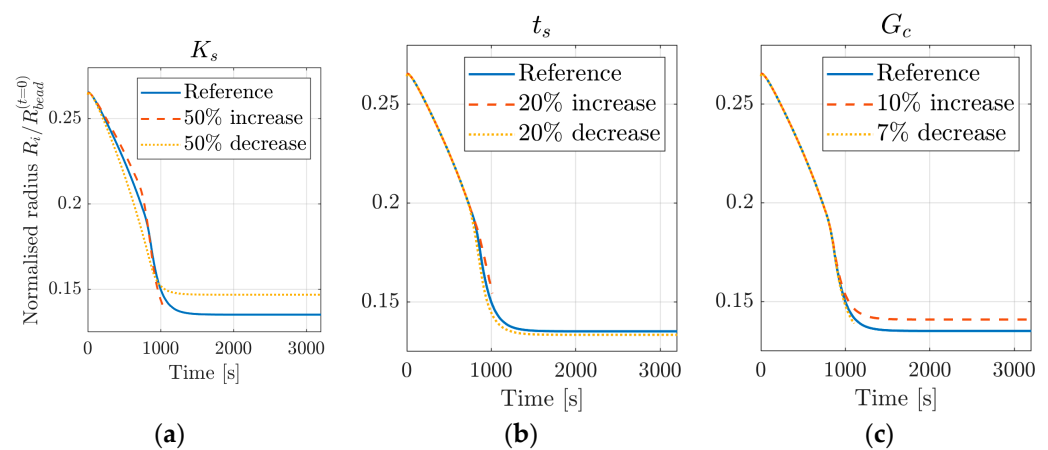 K_s
Normalised radius R_i/R_bead^(t=0)
0.25
0.2
0.15
0 1000 2000 3000
Time [s]
Reference
50% increase
50% decrease
(a)
t_s
0.25
0.2
0.15
0 1000 2000 3000
Time [s]
Reference
20% increase
20% decrease
(b)
G_c
0.25
0.2
0.15
0 1000 2000 3000
Time [s]
Reference
10% increase
7% decrease
(c)